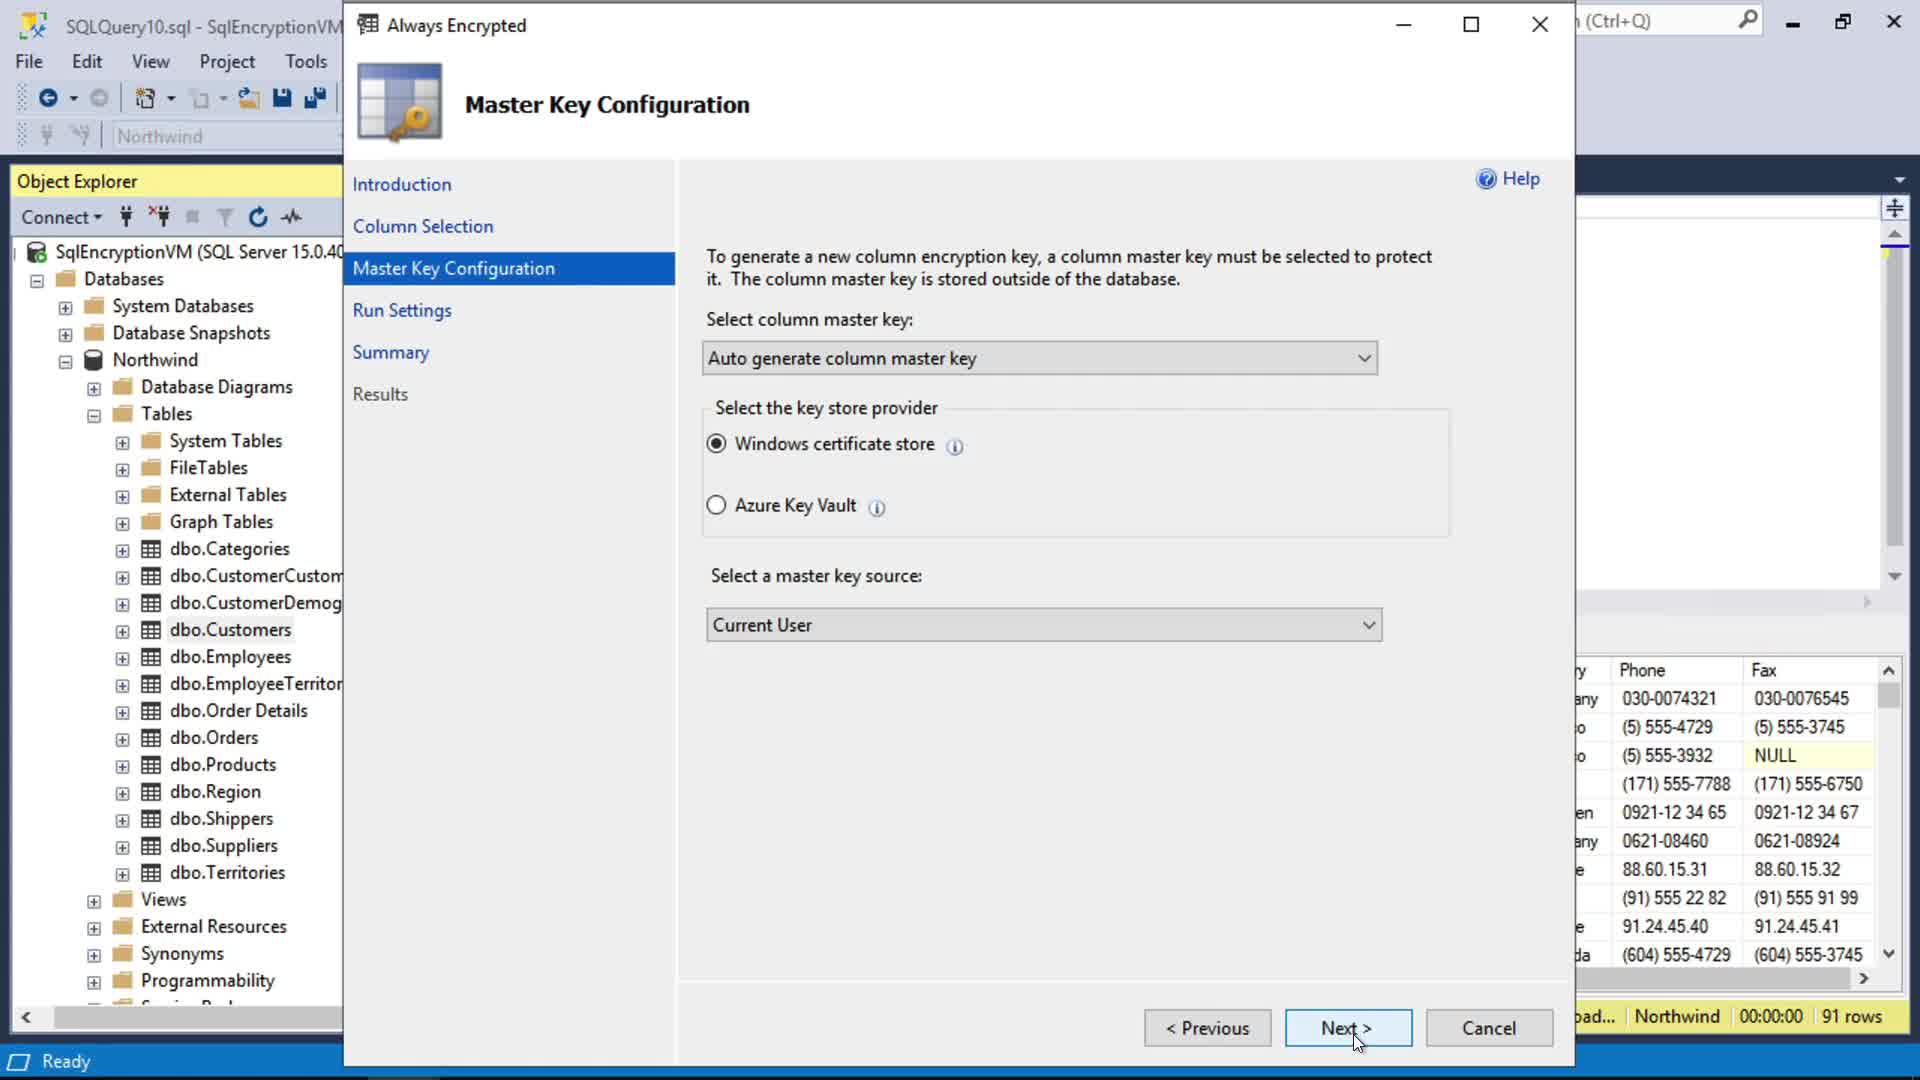 SQLQuery10.sql - SqlEncryptionVM
Always Encrypted
(Ctrl+Q)
File Edit View Project Tools
Master Key Configuration
Northwind
Object Explorer
Connect
SqlEncryptionVM (SQL Server 15.0.40
Databases
System Databases
Database Snapshots
Northwind
Database Diagrams
Tables
System Tables
FileTables
External Tables
Graph Tables
dbo.Categories
dbo.CustomerCustom
dbo.CustomerDemog
dbo.Customers
dbo.Employees
dbo.EmployeeTerritor
dbo.Order Details
dbo.Orders
dbo.Products
dbo.Region
dbo.Shippers
dbo.Suppliers
dbo.Territories
Views
External Resources
Synonyms
Programmability
Introduction
Column Selection
Master Key Configuration
Run Settings
Summary
Results
Help
To generate a new column encryption key, a column master key must be selected to protect
it. The column master key is stored outside of the database.
Select column master key:
Auto generate column master key
Select the key store provider
Windows certificate store
Azure Key Vault
Select a master key source:
Current User
< Previous Next > Cancel
ry Phone Fax
any 030-0074321 030-0076545
o (5) 555-4729 (5) 555-3745
o (5) 555-3932 NULL
(171) 555-7788 (171) 555-6750
en 0921-12 34 65 0921-12 34 67
any 0621-08460 0621-08924
e 88.60.15.31 88.60.15.32
(91) 555 22 82 (91) 555 91 99
e 91.24.45.40 91.24.45.41
da (604) 555-4729 (604) 555-3745
oad... Northwind 00:00:00 91 rows
Ready